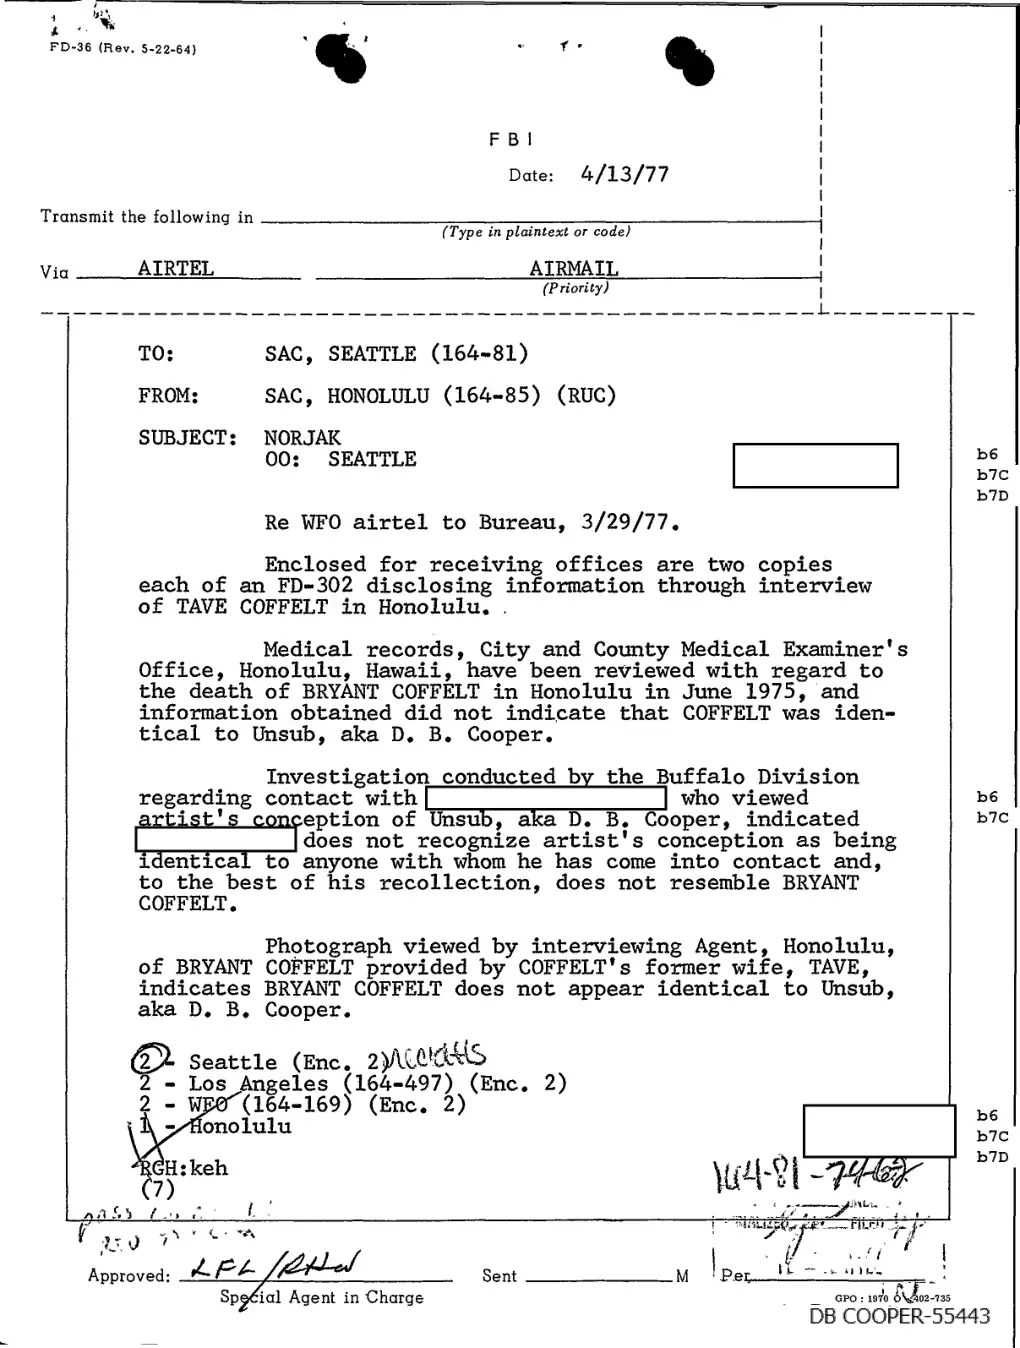 FD-36 (Rev. 5-22-64)
F B I
Date: 4/13/77
Transmit the following in
(Type in plaintext or code)
Via AIRTEL AIRMAIL
(Priority)
TO: SAC, SEATTLE (164-81)
FROM: SAC, HONOLULU (164-85) (RUC)
SUBJECT: NORJAK
OO: SEATTLE
b6
b7C
b7D
Re WFO airtel to Bureau, 3/29/77.
Enclosed for receiving offices are two copies
each of an FD-302 disclosing information through interview
of TAVE COFFELT in Honolulu.
Medical records, City and County Medical Examiner's
Office, Honolulu, Hawaii, have been reviewed with regard to
the death of BRYANT COFFELT in Honolulu in June 1975, and
information obtained did not indicate that COFFELT was iden-
tical to Unsub, aka D. B. Cooper.
Investigation conducted by the Buffalo Division
regarding contact with who viewed
b6
artist's conception of Unsub, aka D. B. Cooper, indicated
b7C
does not recognize artist's conception as being
identical to anyone with whom he has come into contact and,
to the best of his recollection, does not resemble BRYANT
COFFELT.
Photograph viewed by interviewing Agent, Honolulu,
of BRYANT COFFELT provided by COFFELT's former wife, TAVE,
indicates BRYANT COFFELT does not appear identical to Unsub,
aka D. B. Cooper.
2 - Seattle (Enc. 2)
2 - Los Angeles (164-497) (Enc. 2)
2 - WFO (164-169) (Enc. 2)
1 - Honolulu
b6
b7C
b7D
RGH:keh
(7)
164-81-7462
Approved: LFL/RHW Sent M Per
Special Agent in Charge
GPO : 1970 O - 402-735
DB COOPER-55443